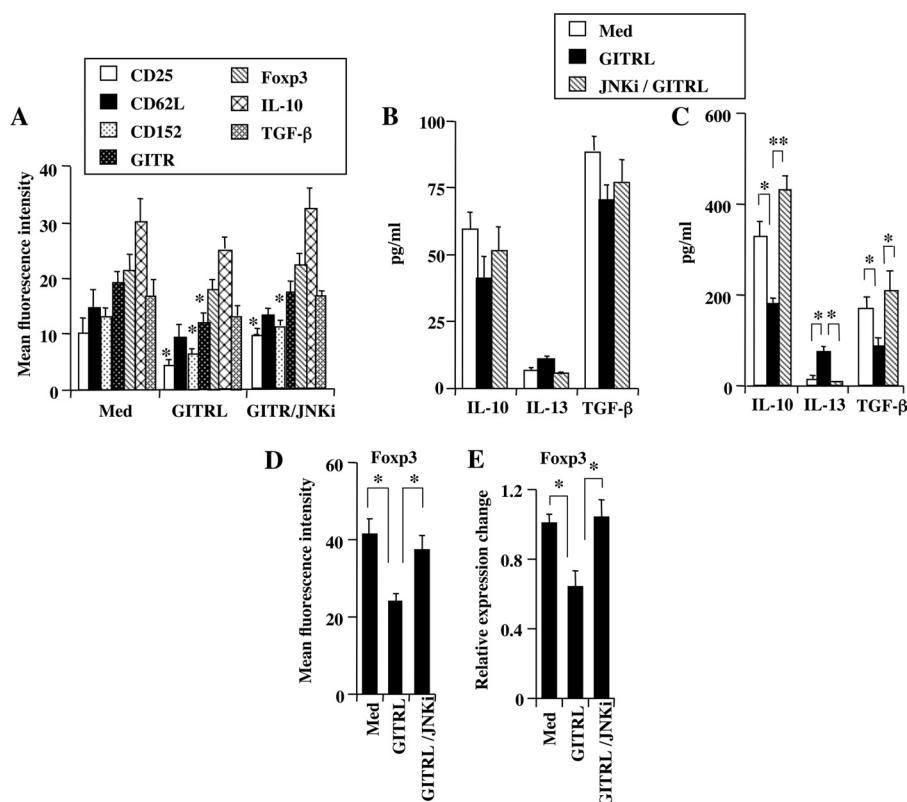 CD25
CD62L
CD152
GITR
Foxp3
IL-10
TGF-β
Med
GITRL
JNKi / GITRL
A
Mean fluorescence intensity
40
30
20
10
0
*
*
*
*
*
Med
GITRL
GITR/JNKi
B
pg/ml
100
75
50
25
0
IL-10
IL-13
TGF-β
C
pg/ml
600
400
200
0
*
**
*
*
*
*
IL-10
IL-13
TGF-β
D
Foxp3
Mean fluorescence intensity
60
40
20
0
*
*
Med
GITRL
GITRL /JNKi
E
Foxp3
Relative expression change
1.2
0.8
0.4
0
*
*
Med
GITRL
GITRL /JNKi